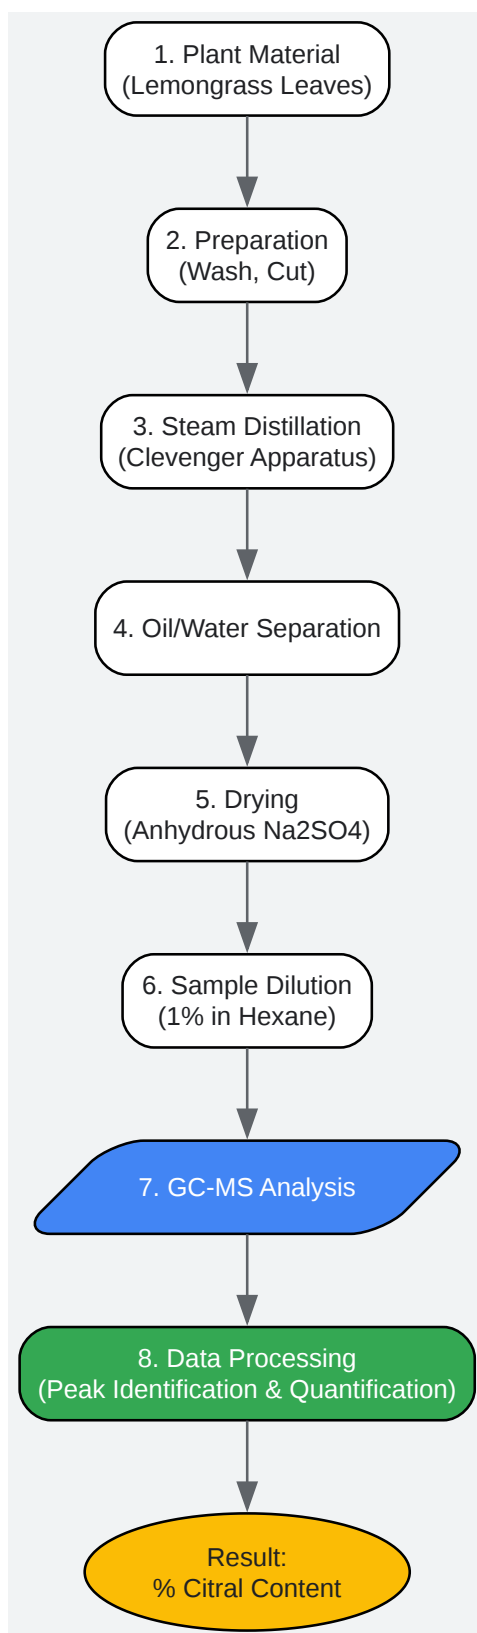 1. Plant Material
(Lemongrass Leaves)
2. Preparation
(Wash, Cut)
3. Steam Distillation
(Clevenger Apparatus)
4. Oil/Water Separation
5. Drying
(Anhydrous Na2SO4)
6. Sample Dilution
(1% in Hexane)
7. GC-MS Analysis
8. Data Processing
(Peak Identification & Quantification)
Result:
% Citral Content